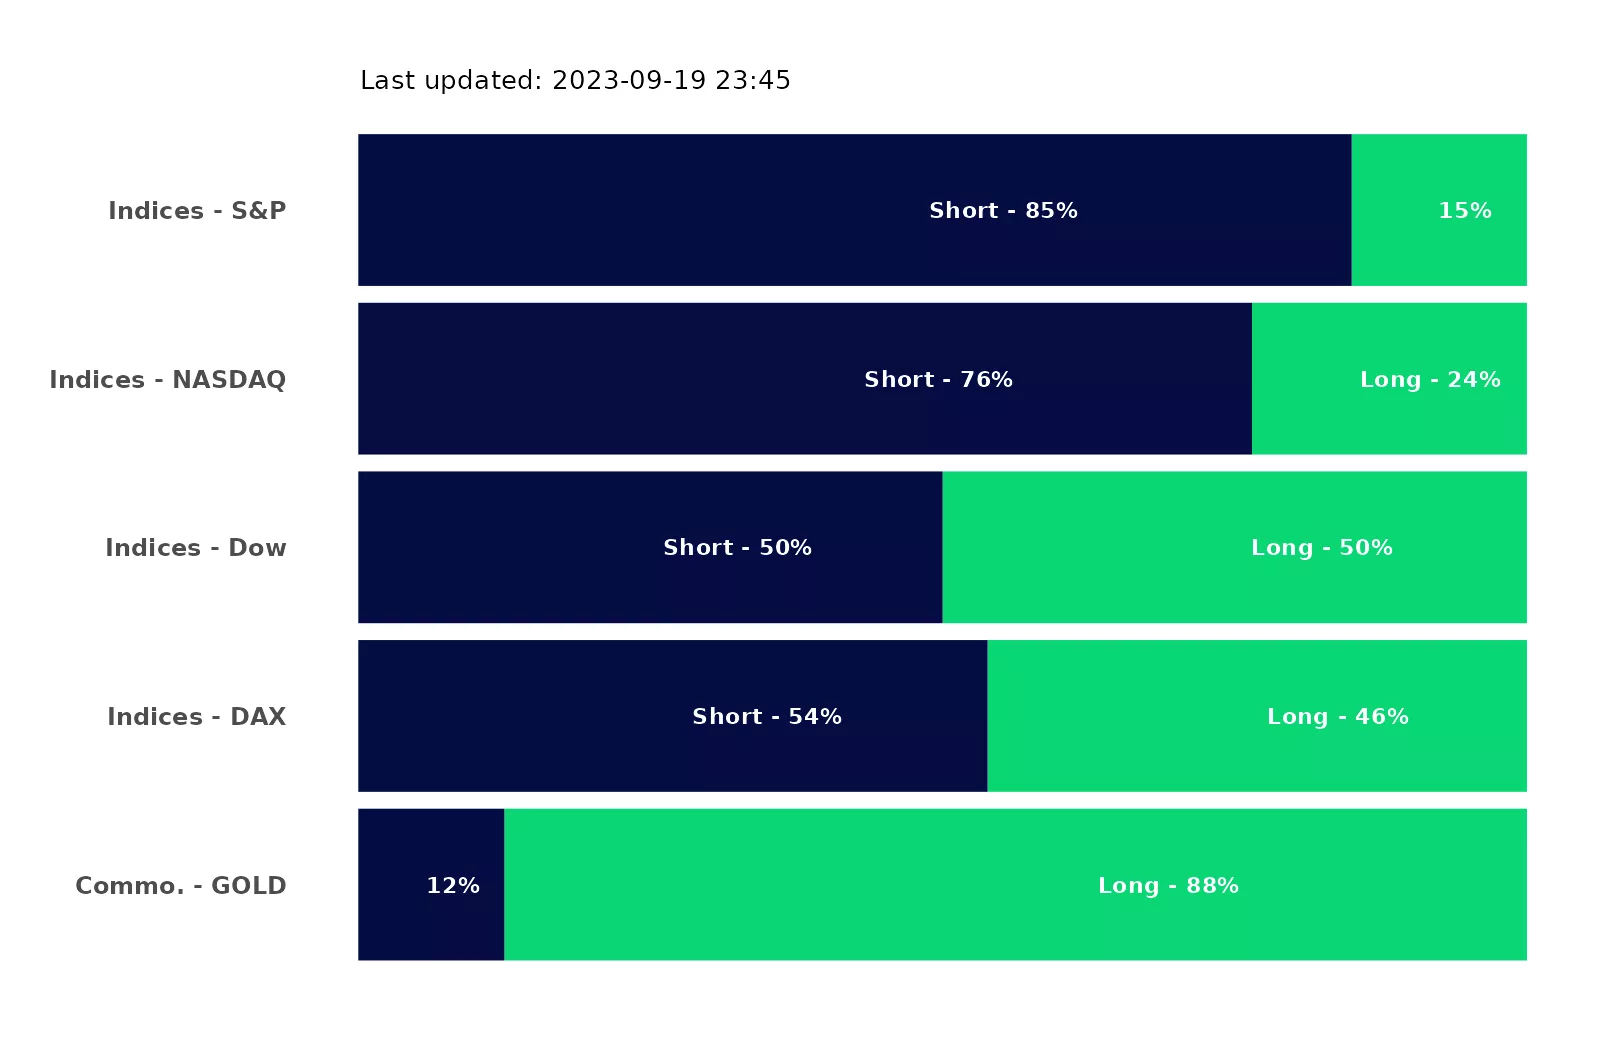 Last updated: 2023-09-19 23:45
Indices - S&P Short - 85% 15%
Indices - NASDAQ Short - 76% Long - 24%
Indices - Dow Short - 50% Long - 50%
Indices - DAX Short - 54% Long - 46%
Commo. - GOLD 12% Long - 88%